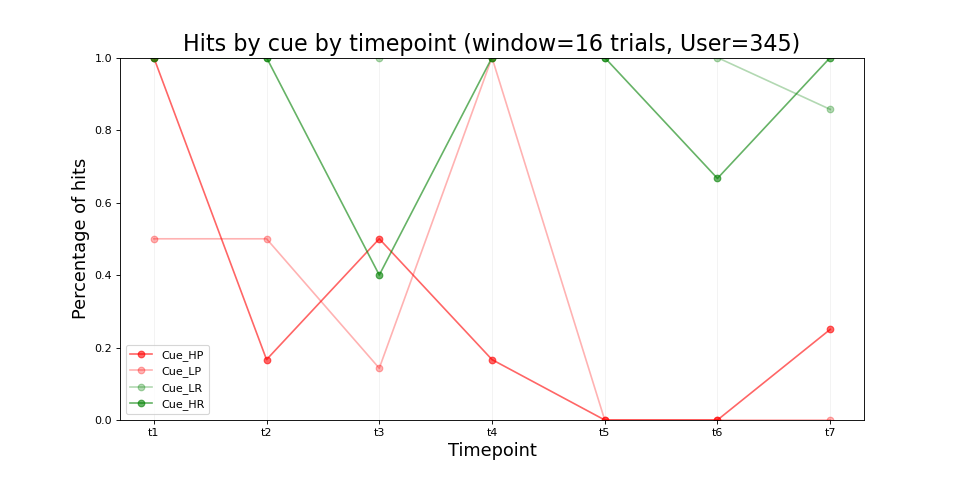 Hits by cue by timepoint (window=16 trials, User=345)
Percentage of hits
1.0
0.8
0.6
0.4
0.2
0.0
Cue_HP
Cue_LP
Cue_LR
Cue_HR
t1 t2 t3 t4 t5 t6 t7
Timepoint